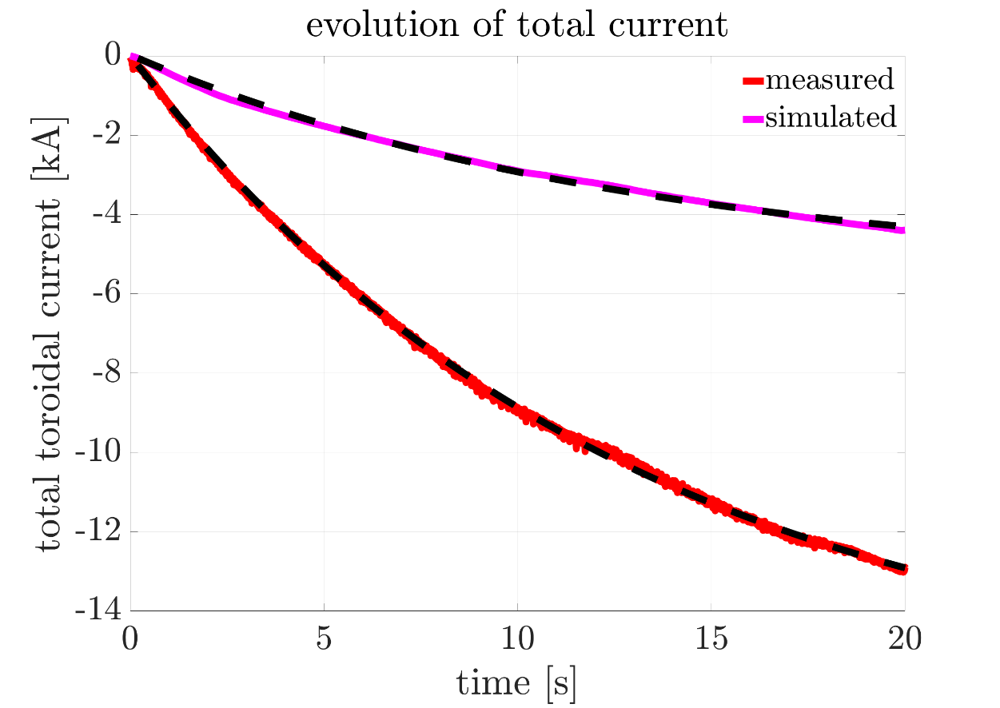 evolution of total current
measured
simulated
total toroidal current [kA]
0
-2
-4
-6
-8
-10
-12
-14
0 5 10 15 20
time [s]